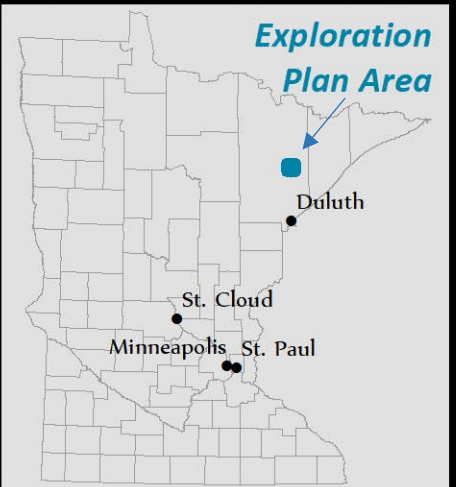 Exploration
Plan Area
Duluth
St. Cloud
Minneapolis St. Paul